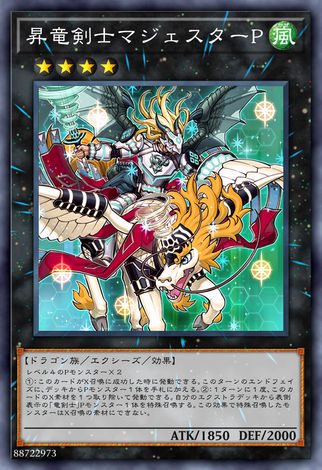 昇竜剣士マジェスターP
風
【ドラゴン族／エクシーズ／効果】
レベル４のPモンスター×２
①：このカードがX召喚に成功した時に発動できる。このターンのエンドフェイ
ズに、デッキからPモンスター１体を手札に加える。②：１ターンに１度、このカー
ドのX素材を１つ取り除いて発動できる。自分のエクストラデッキから表側
表示の「竜剣士」Pモンスター１体を特殊召喚する。この効果で特殊召喚したモ
ンスターはX召喚の素材にできない。
ATK/1850 DEF/2000
88722973